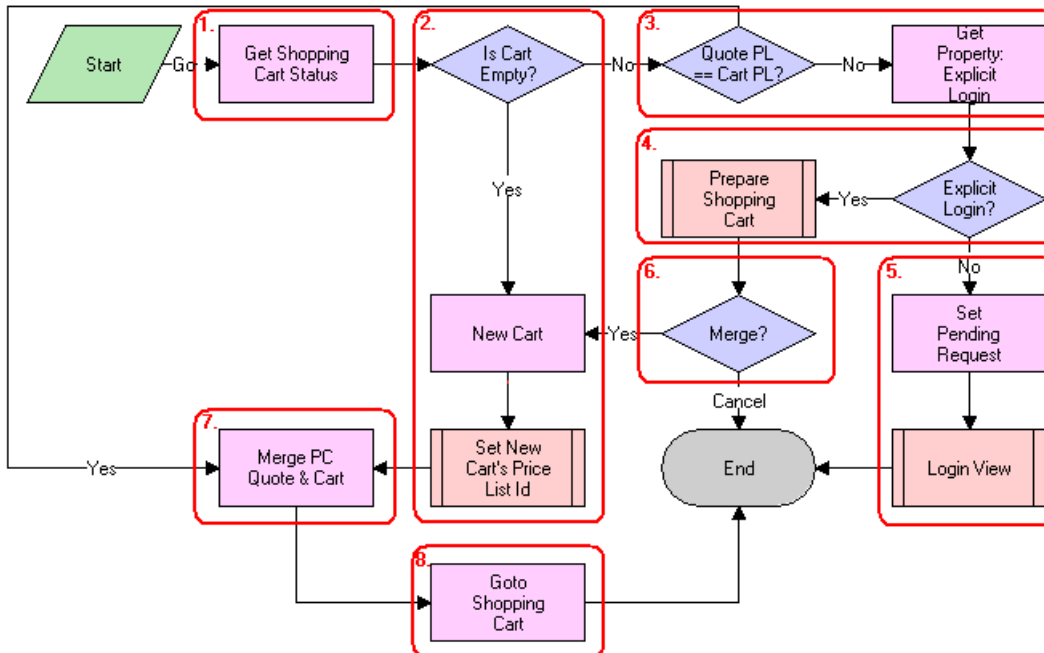 1.
2.
3.
Start
Go
Get Shopping
Cart Status
Is Cart
Empty?
No
Quote PL
== Cart PL?
No
Get
Property:
Explicit
Login
4.
Yes
Prepare
Shopping
Cart
Yes
Explicit
Login?
6.
5.
No
New Cart
Yes
Merge?
Set
Pending
Request
Cancel
7.
Yes
Merge PC
Quote & Cart
Set New
Cart's Price
List Id
End
Login View
8.
Goto
Shopping
Cart